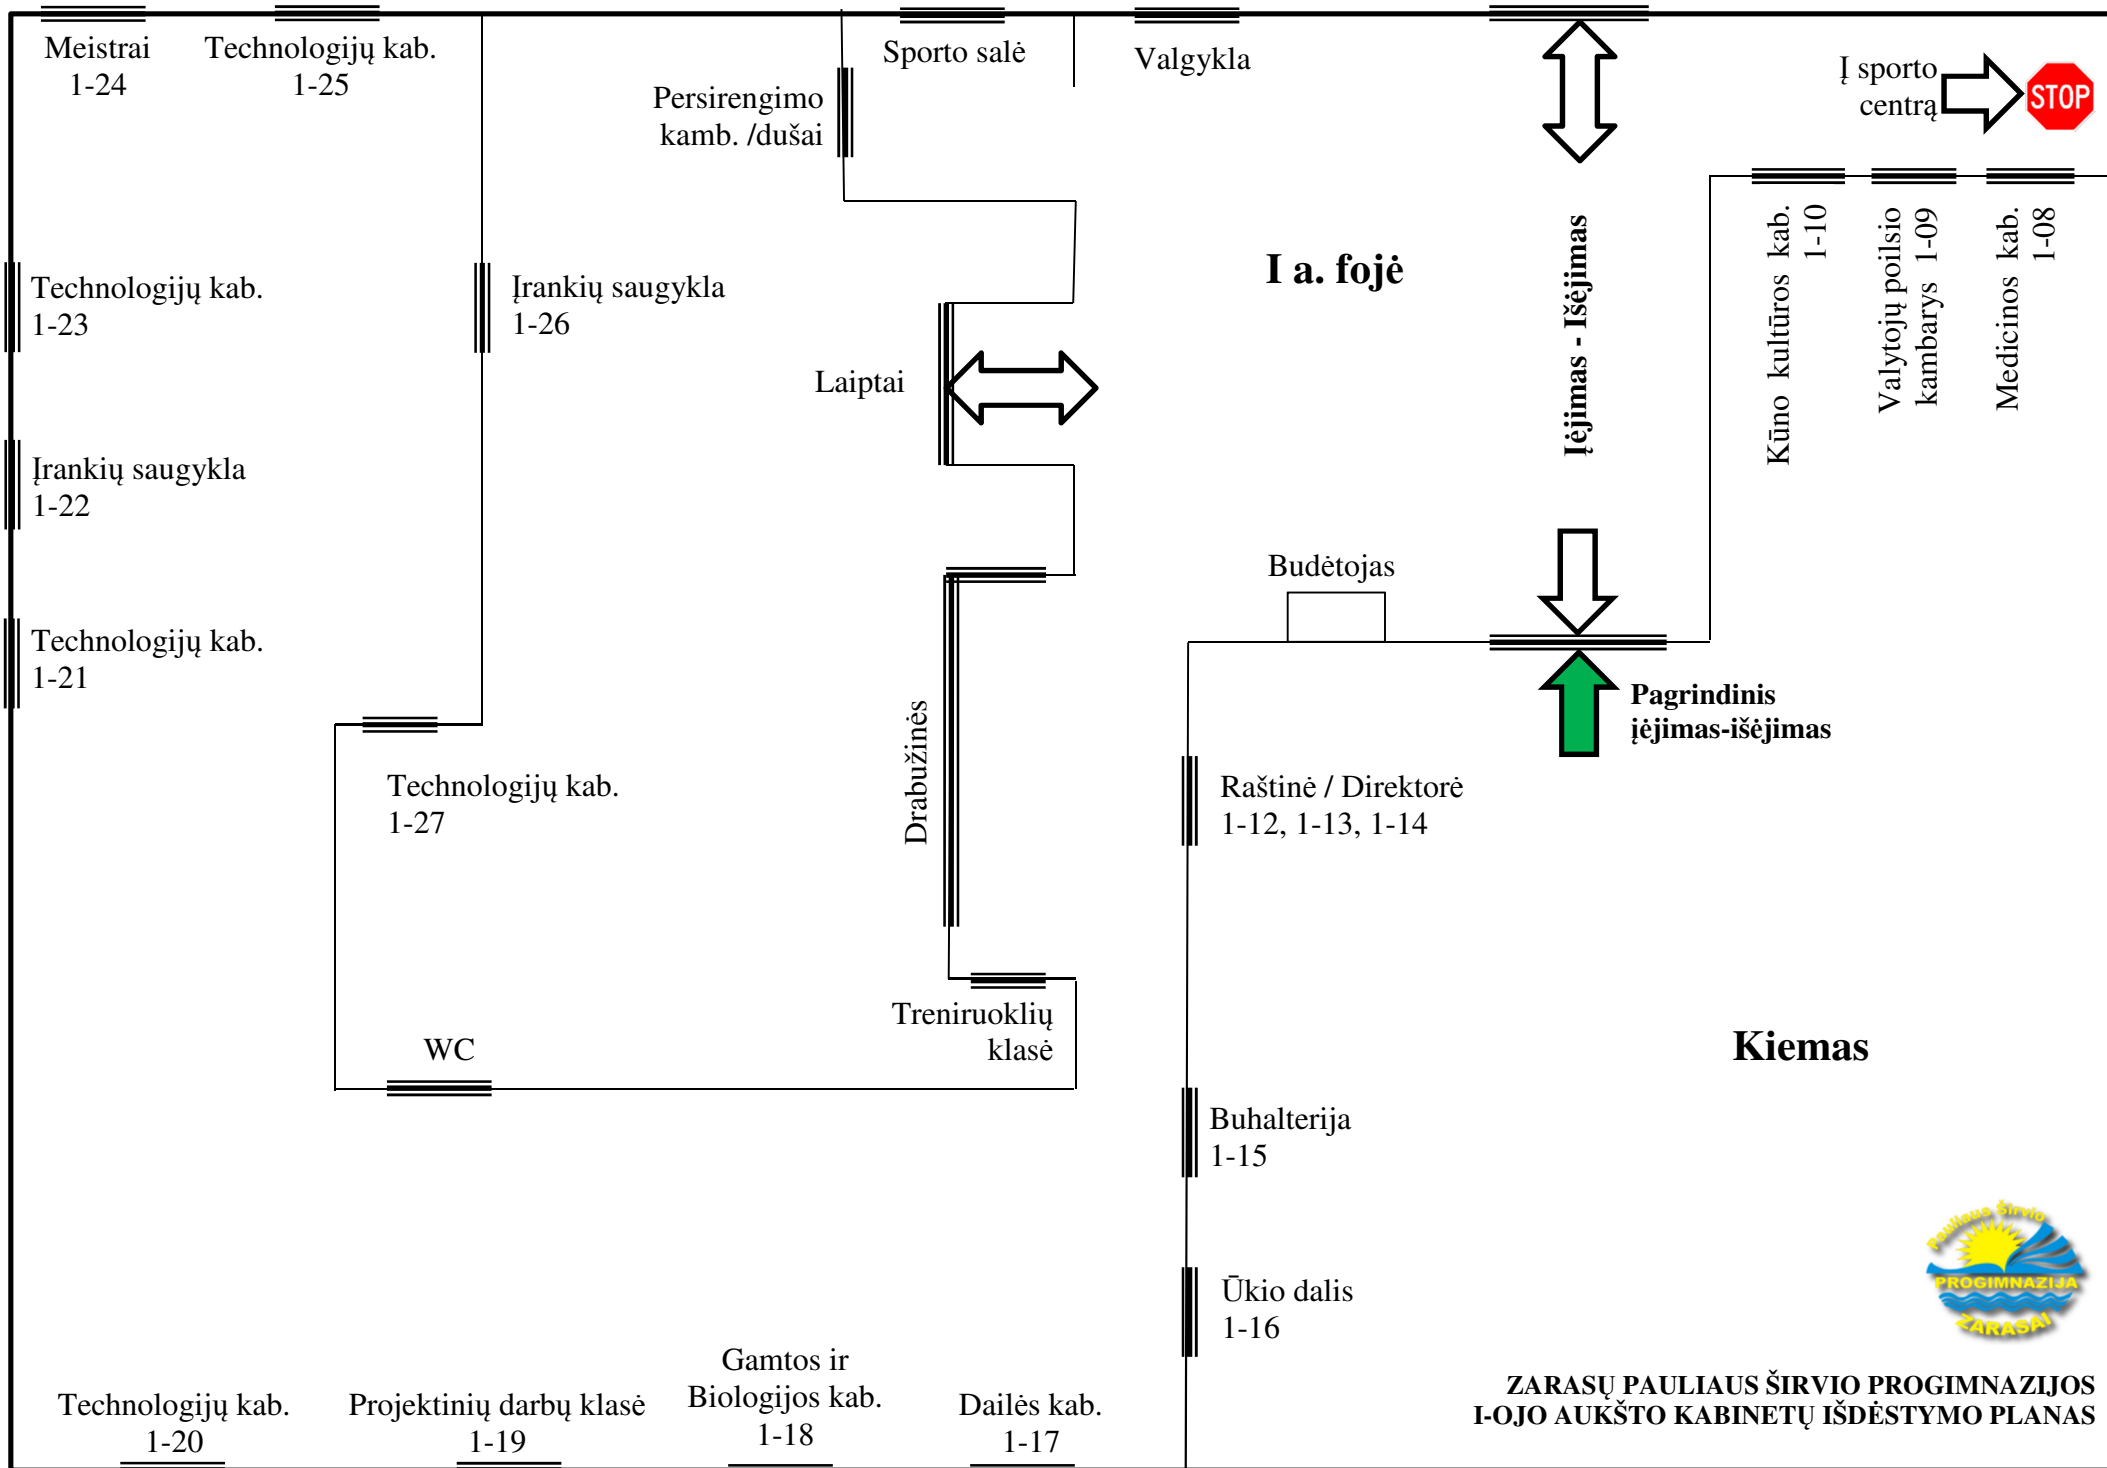 Meistrai
1-24
Technologijų kab.
1-25
Sporto salė
Valgykla
Į sporto
centrą
STOP
Persirengimo
kamb. /dušai
Kūno kultūros kab.
1-10
Valytojų poilsio
kambarys 1-09
Medicinos kab.
1-08
I a. fojė
Įėjimas - Išėjimas
Technologijų kab.
1-23
Įrankių saugykla
1-26
Laiptai
Įrankių saugykla
1-22
Budėtojas
Technologijų kab.
1-21
Pagrindinis
įėjimas-išėjimas
Drabužinės
Technologijų kab.
1-27
Raštinė / Direktorė
1-12, 1-13, 1-14
Treniruoklių
klasė
WC
Kiemas
Buhalterija
1-15
Ūkio dalis
1-16
Pauliaus Širvio
PROGIMNAZIJA
ZARASAI
Technologijų kab.
1-20
Projektinių darbų klasė
1-19
Gamtos ir
Biologijos kab.
1-18
Dailės kab.
1-17
ZARASŲ PAULIAUS ŠIRVIO PROGIMNAZIJOS
I-OJO AUKŠTO KABINETŲ IŠDĖSTYMO PLANAS